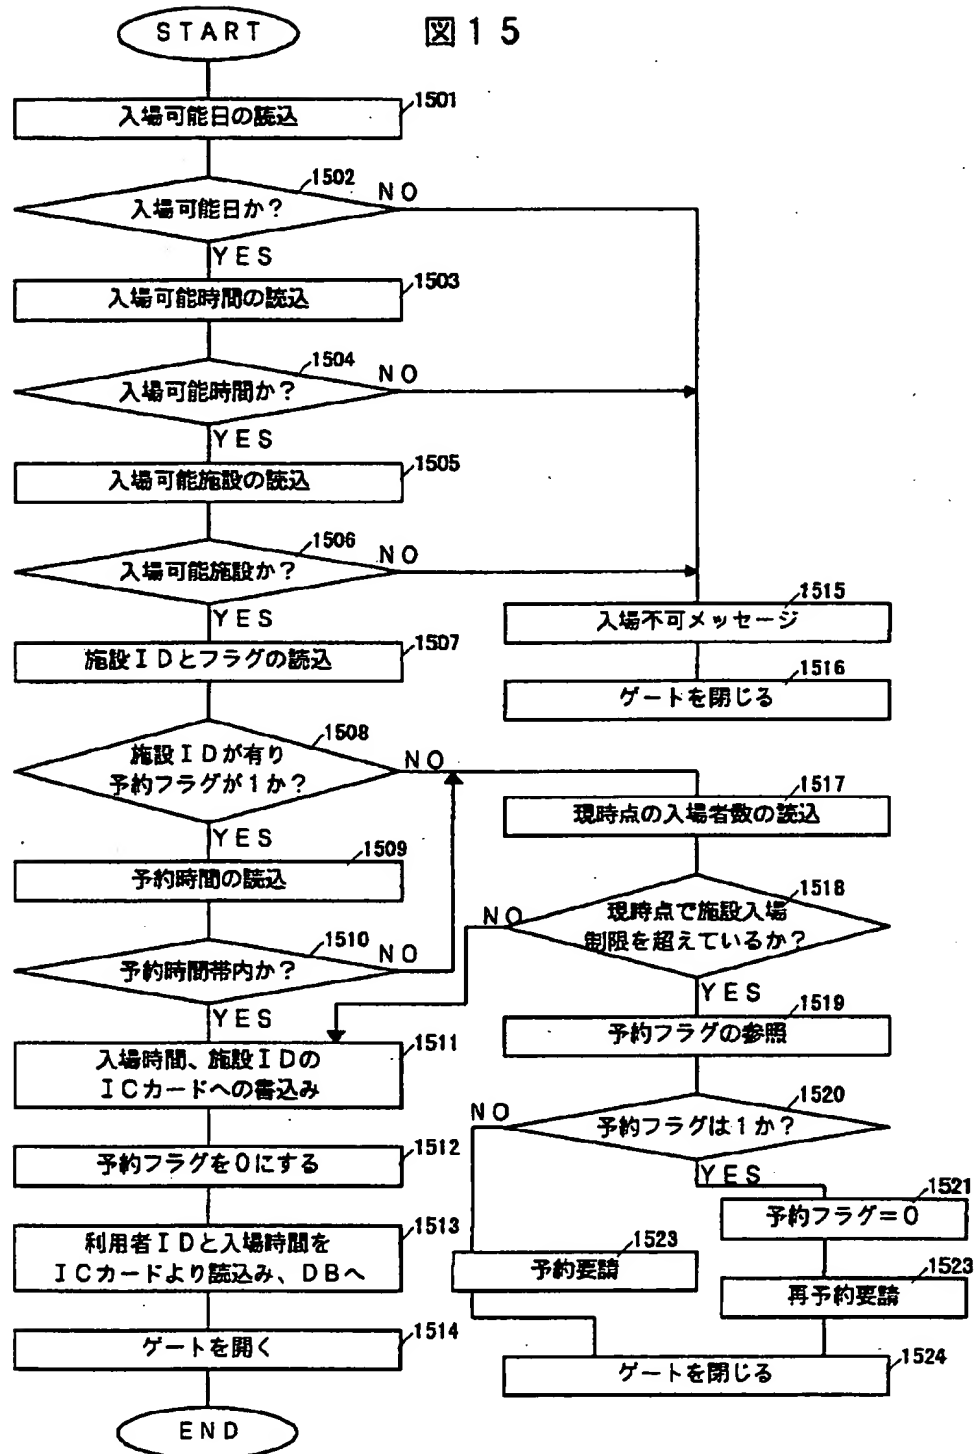 図15
START
1501
入場可能日の読込
1502
入場可能日か？
NO
YES
1503
入場可能時間の読込
1504
入場可能時間か？
NO
YES
1505
入場可能施設の読込
1506
入場可能施設か？
NO
YES
1507
施設IDとフラグの読込
1508
施設IDが有り
予約フラグが1か？
NO
YES
1509
予約時間の読込
1510
予約時間帯内か？
NO
YES
1511
入場時間、施設IDの
ICカードへの書込み
1512
予約フラグを0にする
1513
利用者IDと入場時間を
ICカードより読込み、DBへ
1514
ゲートを開く
END
1515
入場不可メッセージ
1516
ゲートを閉じる
1517
現時点の入場者数の読込
1518
現時点で施設入場
制限を超えているか？
NO
YES
1519
予約フラグの参照
1520
予約フラグは1か？
NO
YES
1521
予約フラグ＝0
1523
予約要請
1523
再予約要請
1524
ゲートを閉じる